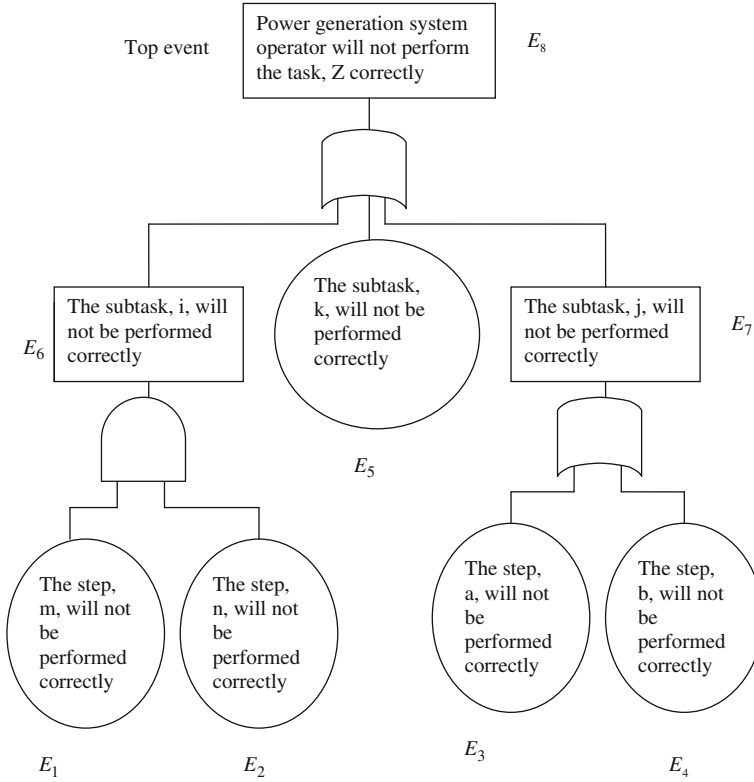 Top event
Power generation system
operator will not perform
the task, Z correctly
E₈
The subtask, i, will
not be performed
correctly
E₆
The subtask,
k, will not be
performed
correctly
E₅
The subtask, j, will
not be performed
correctly
E₇
The step,
m, will not
be
performed
correctly
E₁
The step,
n, will not
be
performed
correctly
E₂
The step,
a, will not
be
performed
correctly
E₃
The step,
b, will not
be
performed
correctly
E₄